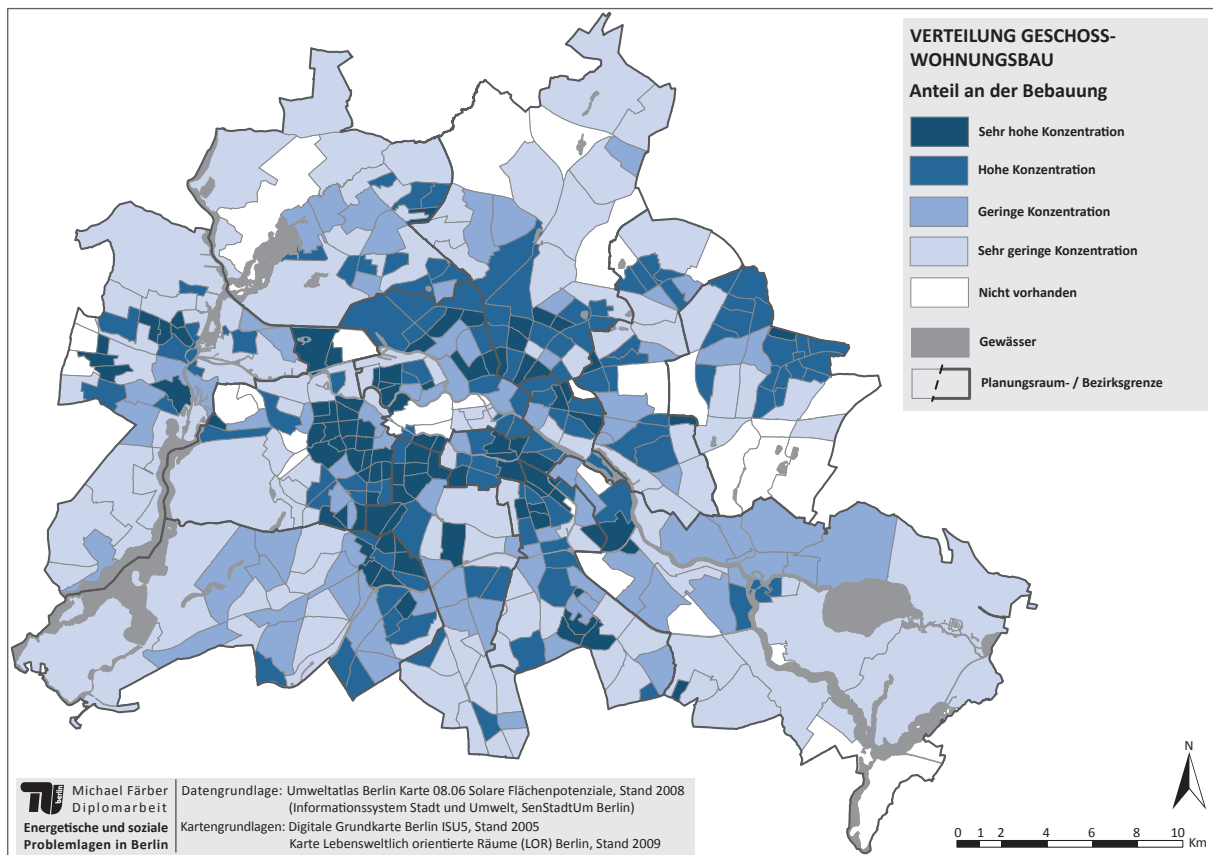 VERTEILUNG GESCHOSS-
WOHNUNGSBAU
Anteil an der Bebauung
Sehr hohe Konzentration
Hohe Konzentration
Geringe Konzentration
Sehr geringe Konzentration
Nicht vorhanden
Gewässer
Planungsraum- / Bezirksgrenze
N
0 1 2 4 6 8 10
Km
berlin
Michael Färber
Diplomarbeit
Energetische und soziale
Problemlagen in Berlin
Datengrundlage: Umweltatlas Berlin Karte 08.06 Solare Flächenpotenziale, Stand 2008
(Informationssystem Stadt und Umwelt, SenStadtUm Berlin)
Kartengrundlagen: Digitale Grundkarte Berlin ISU5, Stand 2005
Karte Lebensweltlich orientierte Räume (LOR) Berlin, Stand 2009